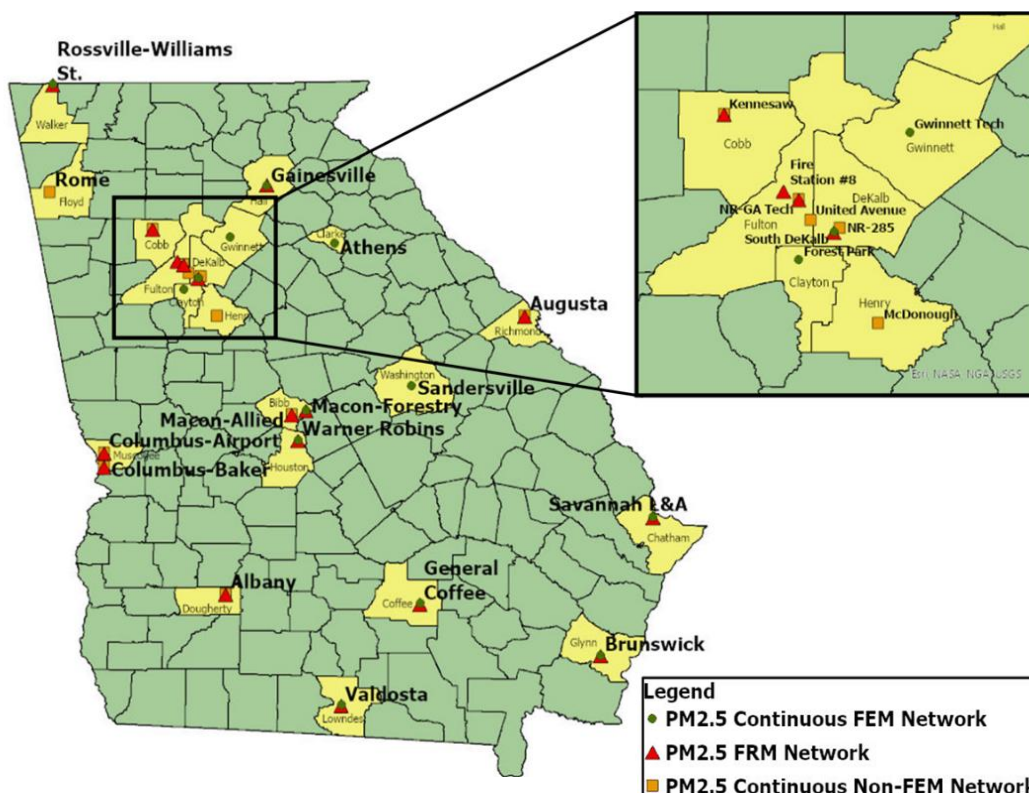 Rossville-Williams
St.
Walker
Rome
Floyd
Gainesville
Hall
Cobb
Gwinnett
DeKalb
Fulton
Clayton
Henry
Clarke
Athens
Augusta
Richmond
Washington
Sandersville
Bibb
Macon-Forestry
Macon-Allied
Warner Robins
Columbus-Airport
Muscogee
Columbus-Baker
Houston
Savannah L&A
Chatham
General
Coffee
Coffee
Albany
Dougherty
Glynn
Brunswick
Valdosta
Lowndes
Hall
Kennesaw
Cobb
Gwinnett Tech
Gwinnett
Fire
Station #8
DeKalb
NR-GA Tech
United Avenue
Fulton
NR-285
South DeKalb
Forest Park
Clayton
Henry
McDonough
Esri, NASA, NGA, USGS
Legend
PM2.5 Continuous FEM Network
PM2.5 FRM Network
PM2.5 Continuous Non-FEM Network